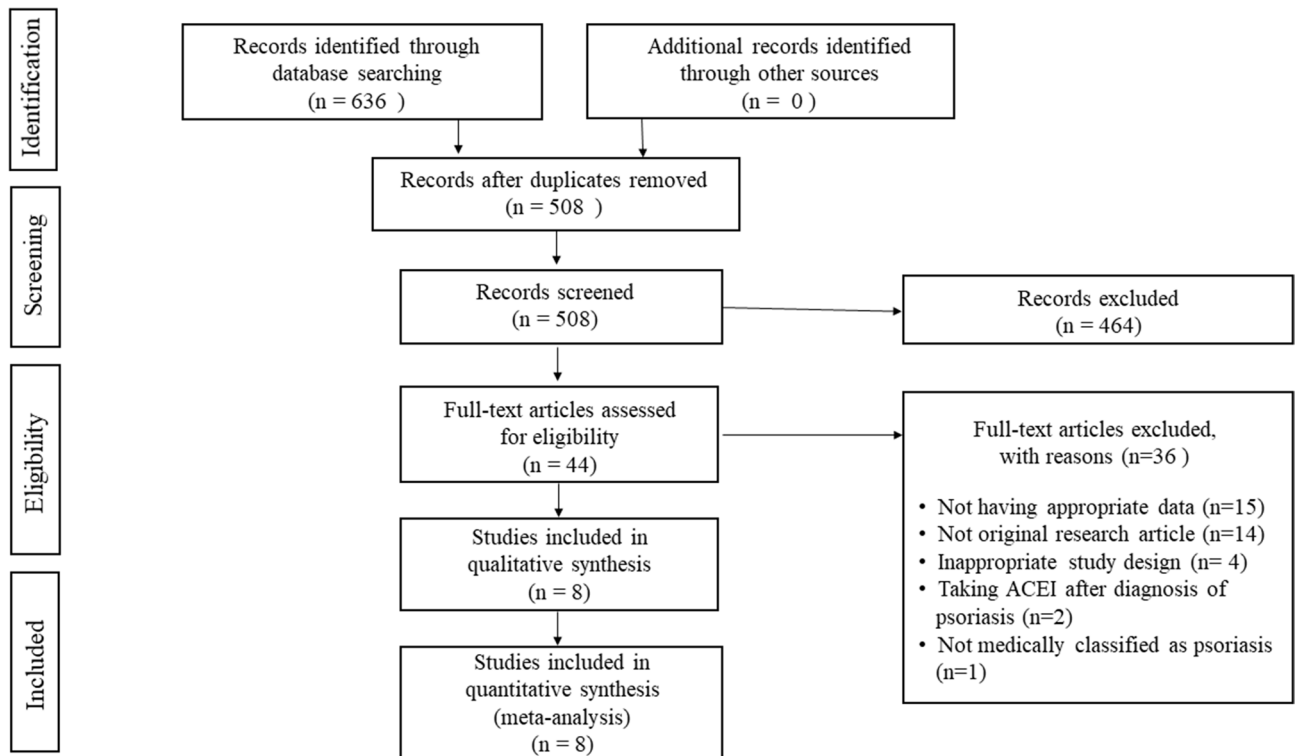 Identification
Records identified through
database searching
(n = 636 )
Additional records identified
through other sources
(n = 0 )
Records after duplicates removed
(n = 508 )
Screening
Records screened
(n = 508)
Records excluded
(n = 464)
Eligibility
Full-text articles assessed
for eligibility
(n = 44)
Full-text articles excluded,
with reasons (n=36 )
• Not having appropriate data (n=15)
• Not original research article (n=14)
• Inappropriate study design (n= 4)
• Taking ACEI after diagnosis of
psoriasis (n=2)
• Not medically classified as psoriasis
(n=1)
Studies included in
qualitative synthesis
(n = 8)
Included
Studies included in
quantitative synthesis
(meta-analysis)
(n = 8)